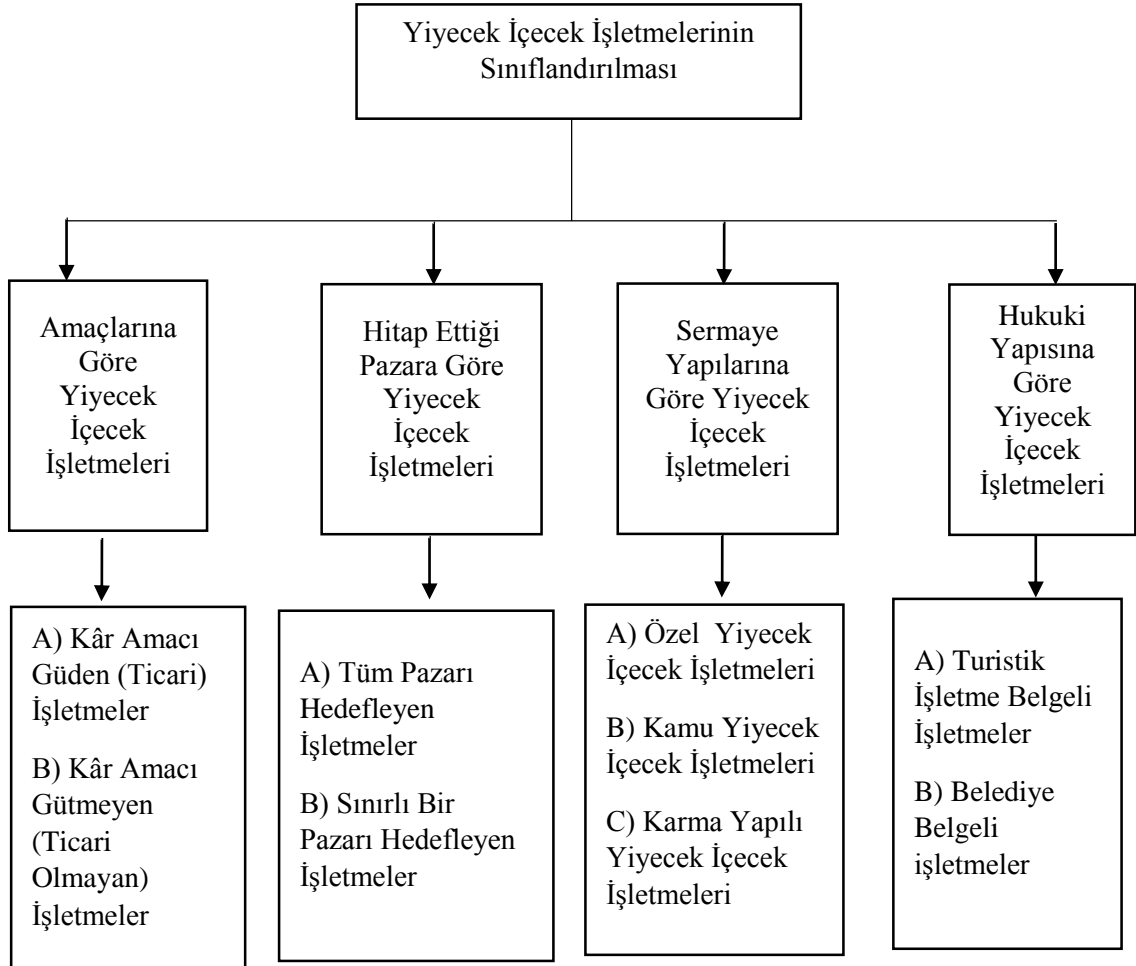 Yiyecek İçecek İşletmelerinin
Sınıflandırılması
Amaçlarına
Göre
Yiyecek
İçecek
İşletmeleri
Hitap Ettiği
Pazara Göre
Yiyecek
İçecek
İşletmeleri
Sermaye
Yapılarına
Göre Yiyecek
İçecek
İşletmeleri
Hukuki
Yapısına
Göre
Yiyecek
İçecek
İşletmeleri
A) Kâr Amacı
Güden (Ticari)
İşletmeler
B) Kâr Amacı
Gütmeyen
(Ticari
Olmayan)
İşletmeler
A) Tüm Pazarı
Hedefleyen
İşletmeler
B) Sınırlı Bir
Pazarı Hedefleyen
İşletmeler
A) Özel Yiyecek
İçecek İşletmeleri
B) Kamu Yiyecek
İçecek İşletmeleri
C) Karma Yapılı
Yiyecek İçecek
İşletmeleri
A) Turistik
İşletme Belgeli
İşletmeler
B) Belediye
Belgeli
işletmeler